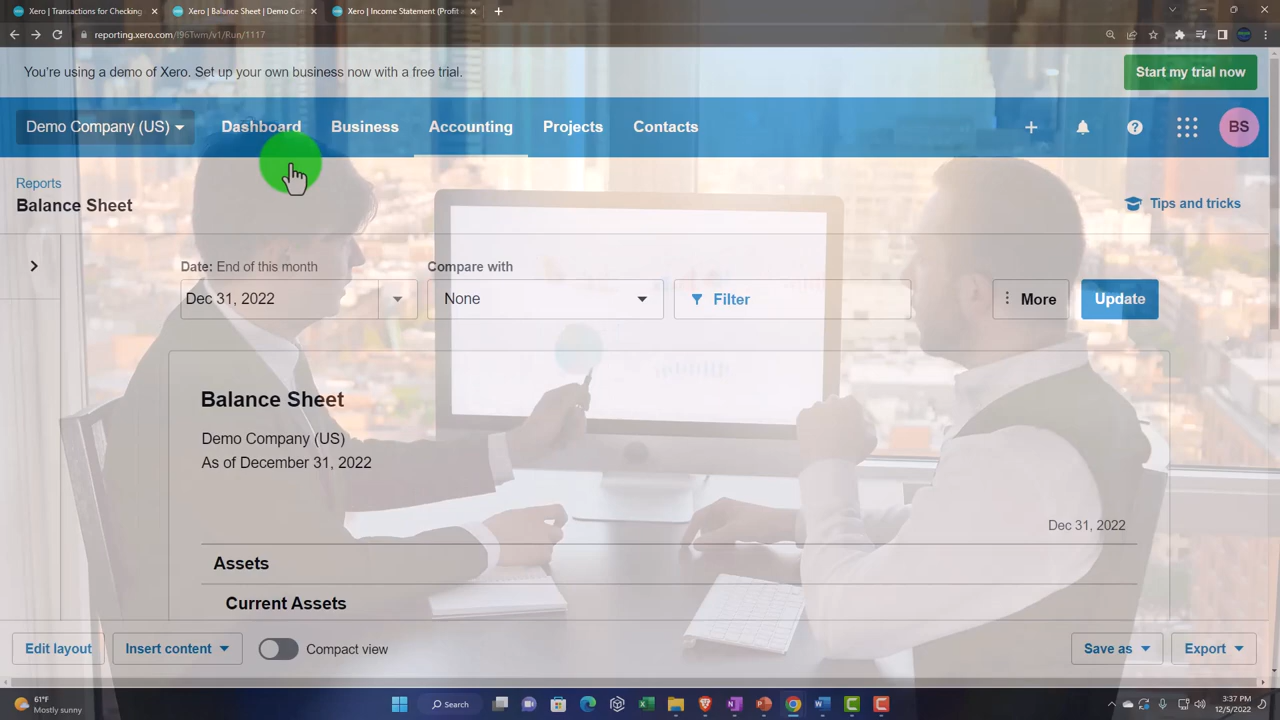 Xero | Transactions for Checking
Xero | Balance Sheet | Demo Com
Xero | Income Statement (Profit a
reporting.xero.com/!96Twm/v1/Run/1117
You're using a demo of Xero. Set up your own business now with a free trial.
Start my trial now
Demo Company (US)
Dashboard
Business
Accounting
Projects
Contacts
BS
Reports
Balance Sheet
Tips and tricks
Date: End of this month
Compare with
Dec 31, 2022
None
Filter
More
Update
Balance Sheet
Demo Company (US)
As of December 31, 2022
Dec 31, 2022
Assets
Current Assets
Edit layout
Insert content
Compact view
Save as
Export
61°F
Mostly sunny
Search
3:37 PM
12/5/2022